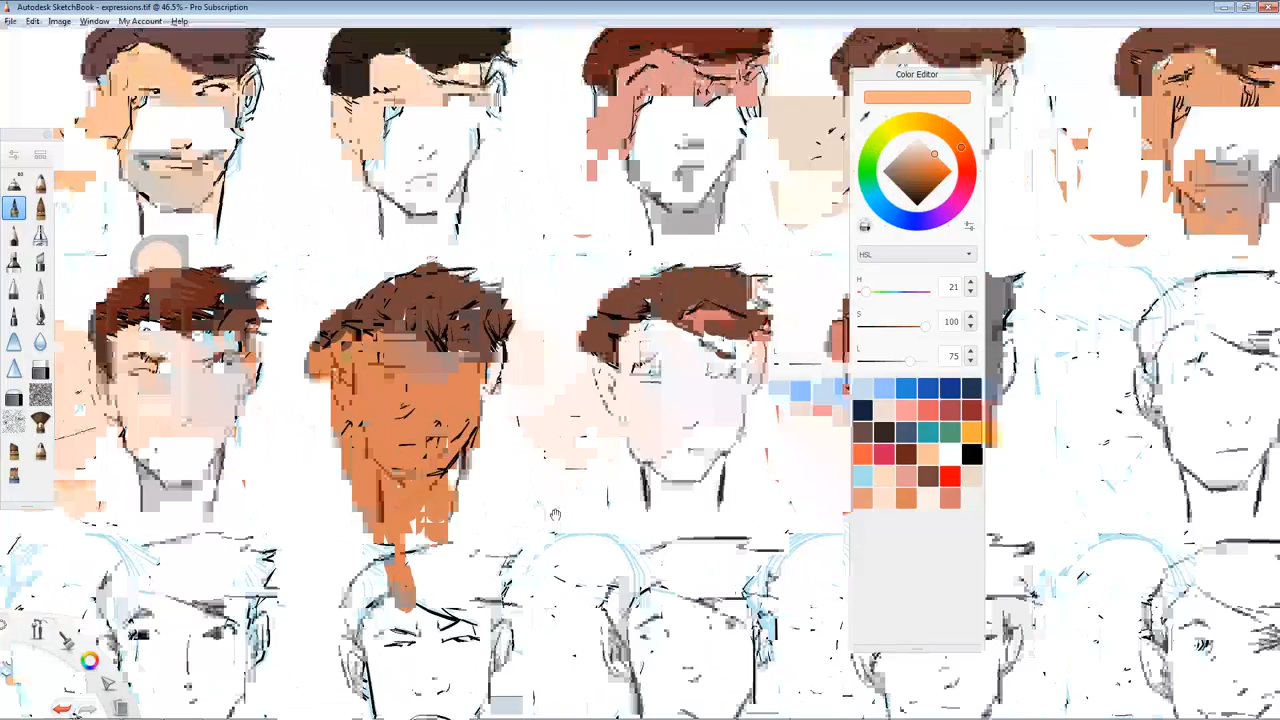 Autodesk SketchBook - expressions.tif @ 46.5% - Pro Subscription
File Edit Image Window My Account Help
Color Editor
HSL
H 21
S 100
L 75